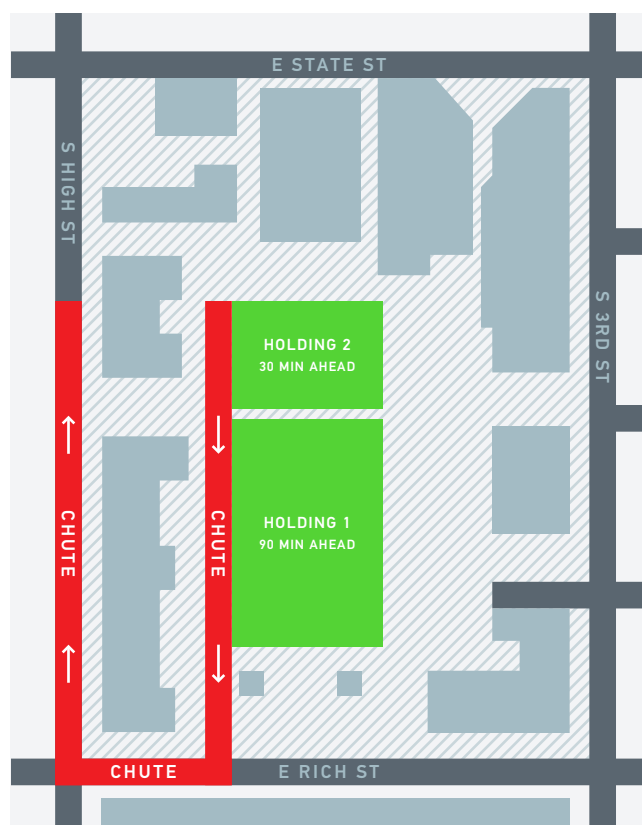 E STATE ST
S HIGH ST
S 3RD ST
HOLDING 2
30 MIN AHEAD
HOLDING 1
90 MIN AHEAD
CHUTE
CHUTE
CHUTE
E RICH ST